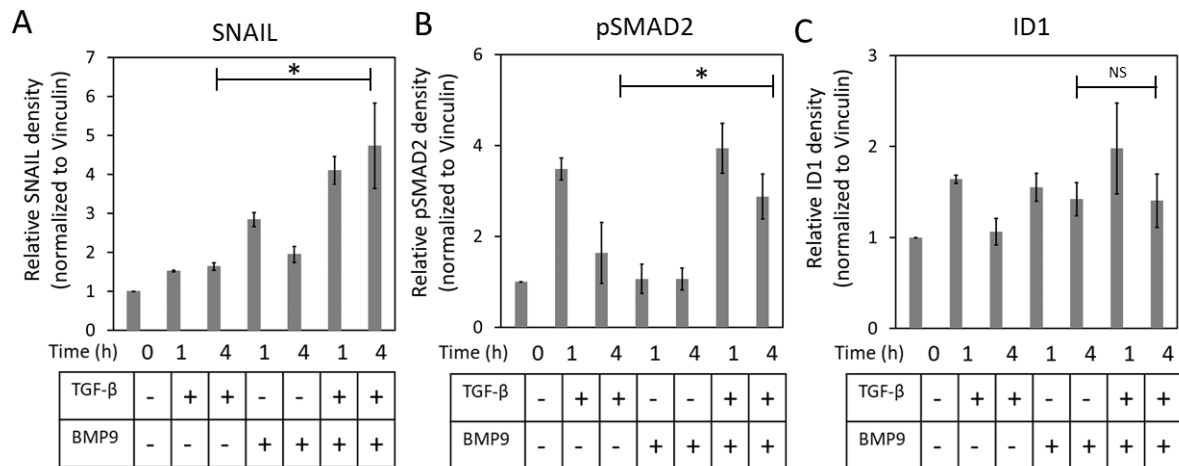 A
SNAIL
Relative SNAIL density
(normalized to Vinculin)
7
6
5
4
3
2
1
0
*
Time (h) 0 1 4 1 4 1 4
TGF-β - + + - - + +
BMP9 - - - + + + +
B
pSMAD2
Relative pSMAD2 density
(normalized to Vinculin)
6
4
2
0
*
0 1 4 1 4 1 4
TGF-β - + + - - + +
BMP9 - - - + + + +
C
ID1
Relative ID1 density
(normalized to Vinculin)
3
2
1
0
NS
Time (h) 0 1 4 1 4 1 4
TGF-β - + + - - + +
BMP9 - - - + + + +